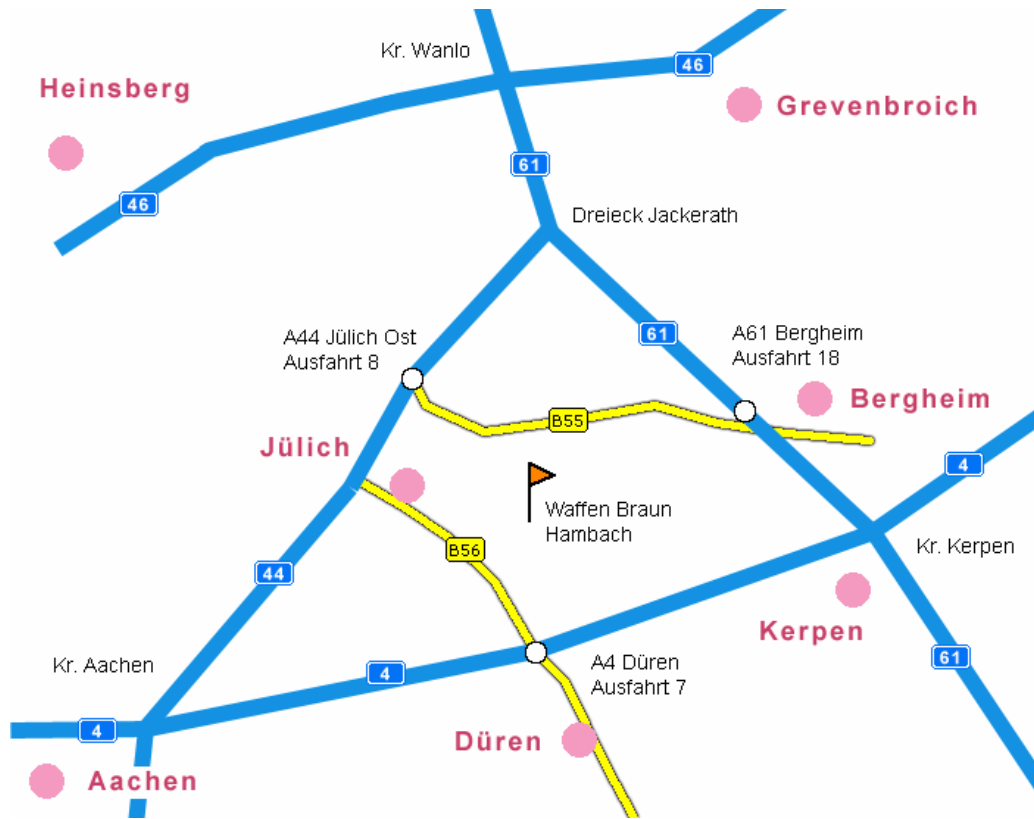 Kr. Wanlo
46
Heinsberg
Grevenbroich
61
46
Dreieck Jackerath
A44 Jülich Ost
Ausfahrt 8
61
A61 Bergheim
Ausfahrt 18
Bergheim
B55
Jülich
4
Waffen Braun
Hambach
B56
Kr. Kerpen
44
Kerpen
Kr. Aachen
61
4
A4 Düren
Ausfahrt 7
4
Düren
Aachen